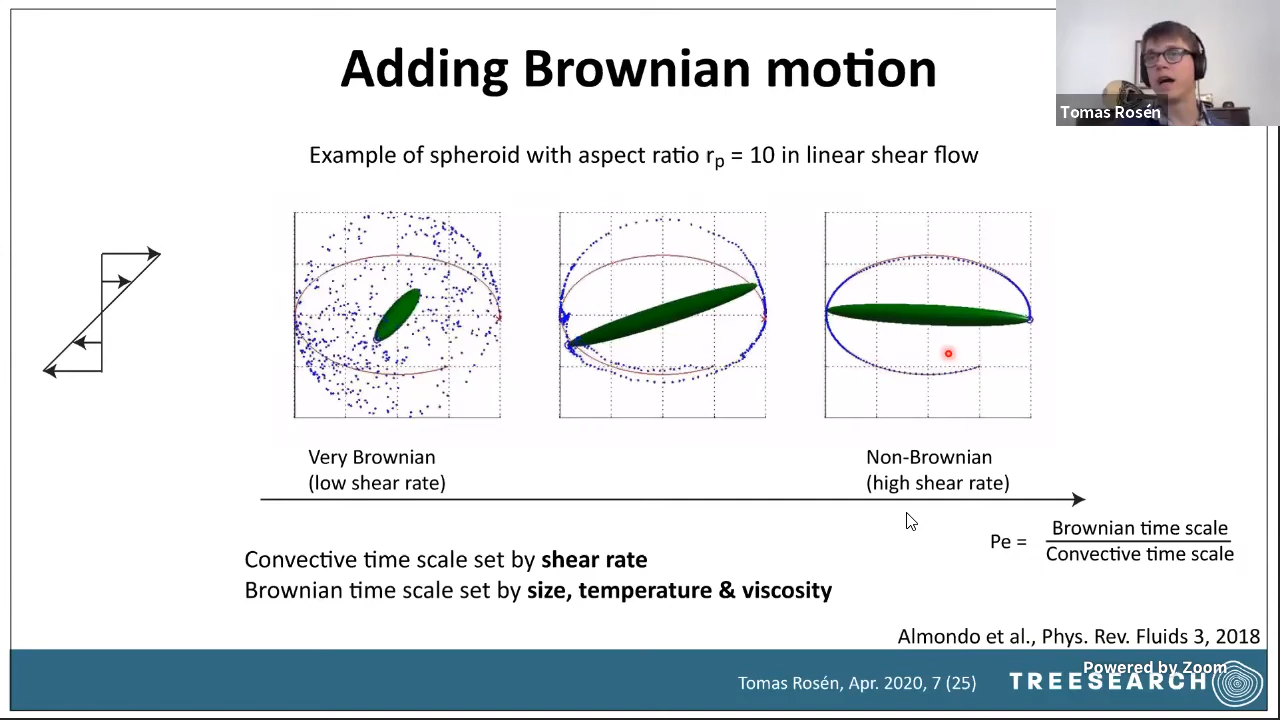 Adding Brownian motion
Tomas Rosén
Example of spheroid with aspect ratio rp = 10 in linear shear flow
Very Brownian
(low shear rate)
Non-Brownian
(high shear rate)
Pe =
Brownian time scale
Convective time scale
Convective time scale set by shear rate
Brownian time scale set by size, temperature & viscosity
Almondo et al., Phys. Rev. Fluids 3, 2018
Powered by Zoom
Tomas Rosén, Apr. 2020, 7 (25)
TREESEARCH